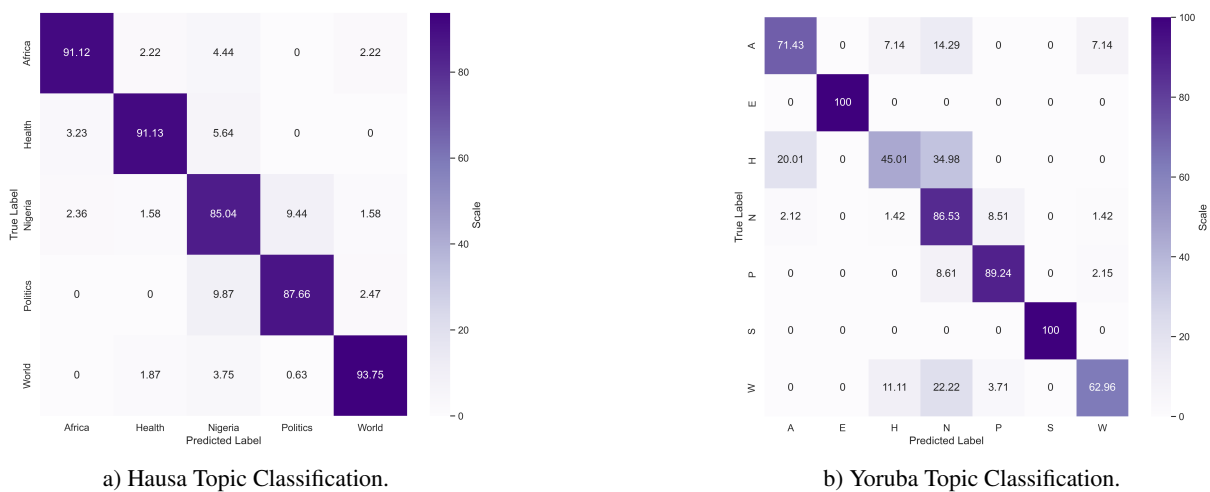 Africa 91.12 2.22 4.44 0 2.22
Health 3.23 91.13 5.64 0 0
Nigeria 2.36 1.58 85.04 9.44 1.58
Politics 0 0 9.87 87.66 2.47
World 0 1.87 3.75 0.63 93.75
True Label
Africa Health Nigeria Politics World
Predicted Label
80
60
40
20
0
Scale
a) Hausa Topic Classification.
A 71.43 0 7.14 14.29 0 0 7.14
E 0 100 0 0 0 0 0
H 20.01 0 45.01 34.98 0 0 0
N 2.12 0 1.42 86.53 8.51 0 1.42
P 0 0 0 8.61 89.24 0 2.15
S 0 0 0 0 0 100 0
W 0 0 11.11 22.22 3.71 0 62.96
True Label
A E H N P S W
Predicted Label
100
80
60
40
20
0
Scale
b) Yoruba Topic Classification.